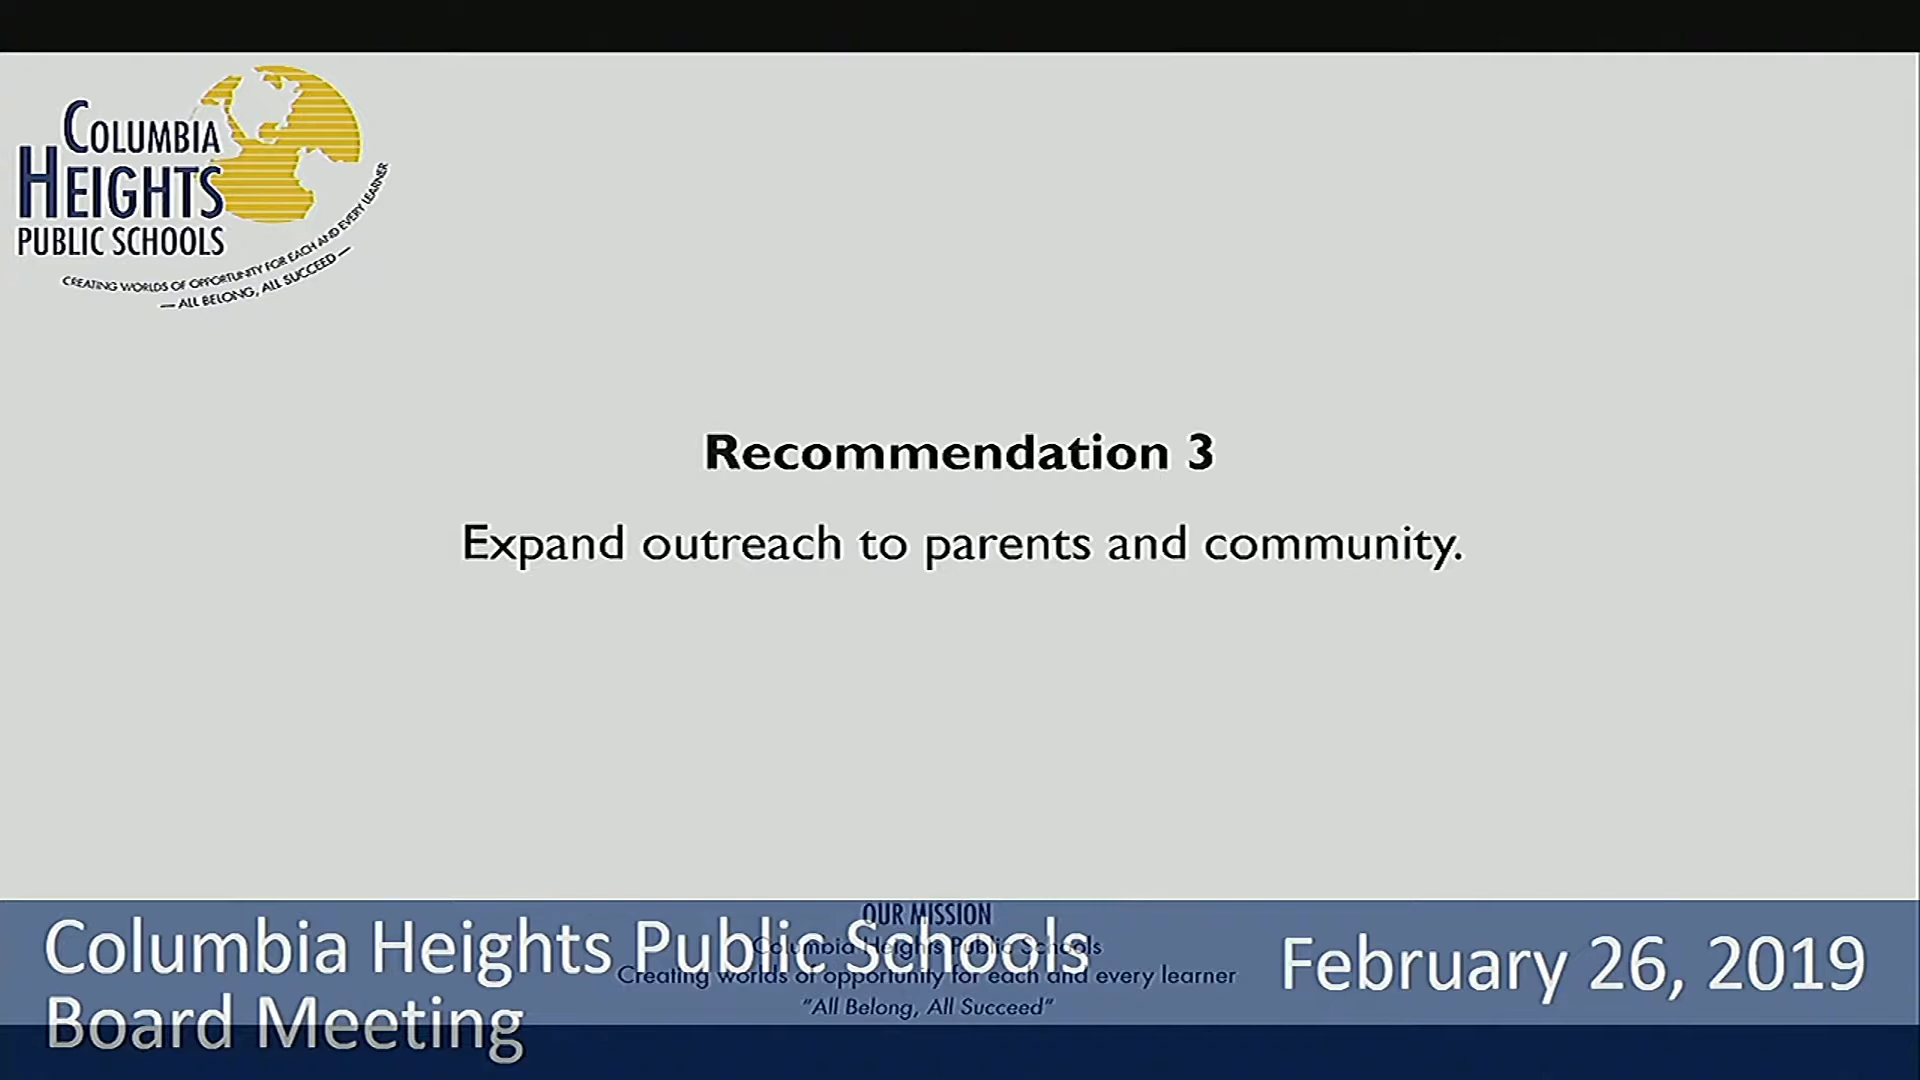 COLUMBIA
HEIGHTS
PUBLIC SCHOOLS
CREATING WORLDS OF OPPORTUNITY FOR EACH AND EVERY LEARNER
— ALL BELONG, ALL SUCCEED —
Recommendation 3
Expand outreach to parents and community.
OUR MISSION
Columbia Heights Public Schools
Creating worlds of opportunity for each and every learner
"All Belong, All Succeed"
Columbia Heights Public Schools
Board Meeting
February 26, 2019